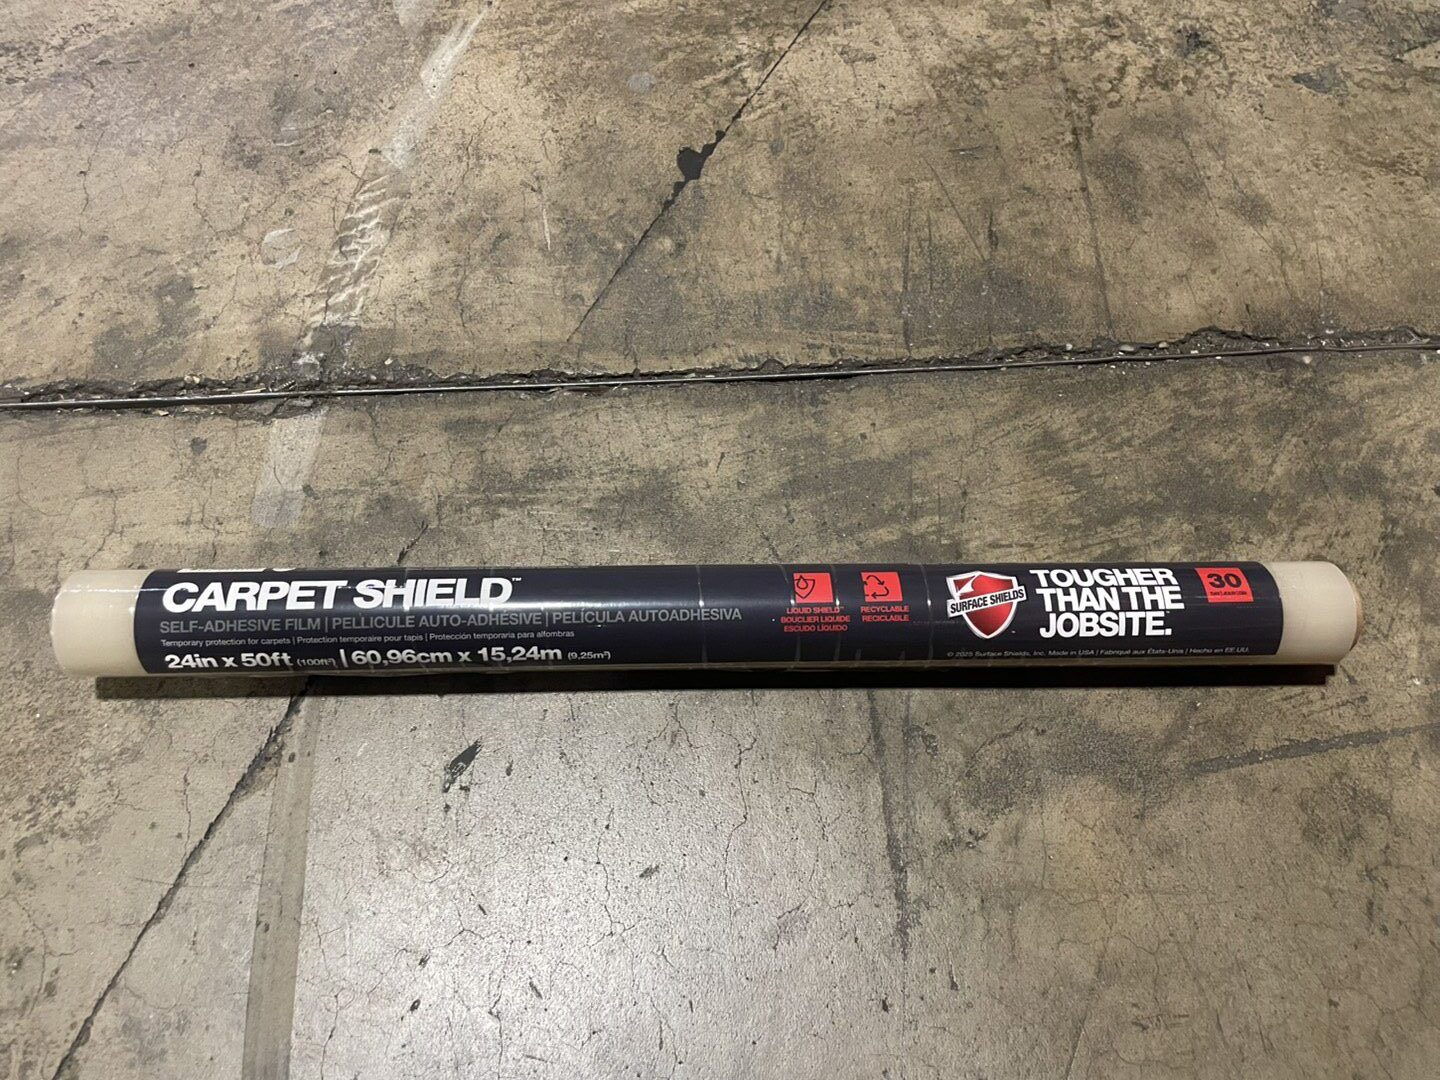 CARPET SHIELD™
SELF-ADHESIVE FILM | PELLICULE AUTO-ADHÉSIVE | PELÍCULA AUTOADHESIVA
Temporary protection for carpets | Protection temporaire pour tapis | Protección temporaria para alfombras
24in x 50ft (100ft²) | 60,96cm x 15,24m (9,25m²)
LIQUID SHIELD™
BOUCLIER LIQUIDE
ESCUDO LÍQUIDO
RECYCLABLE
RECICLABLE
SURFACE SHIELDS
TOUGHER
THAN THE
JOBSITE.
30
© 2025 Surface Shields, Inc. Made in USA | Fabriqué aux États-Unis | Hecho en EE.UU.